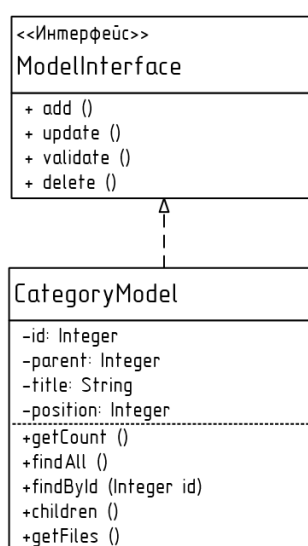 <<Интерфейс>>
ModelInterface
+ add ()
+ update ()
+ validate ()
+ delete ()
CategoryModel
-id: Integer
-parent: Integer
-title: String
-position: Integer
+getCount ()
+findAll ()
+findById (Integer id)
+children ()
+getFiles ()